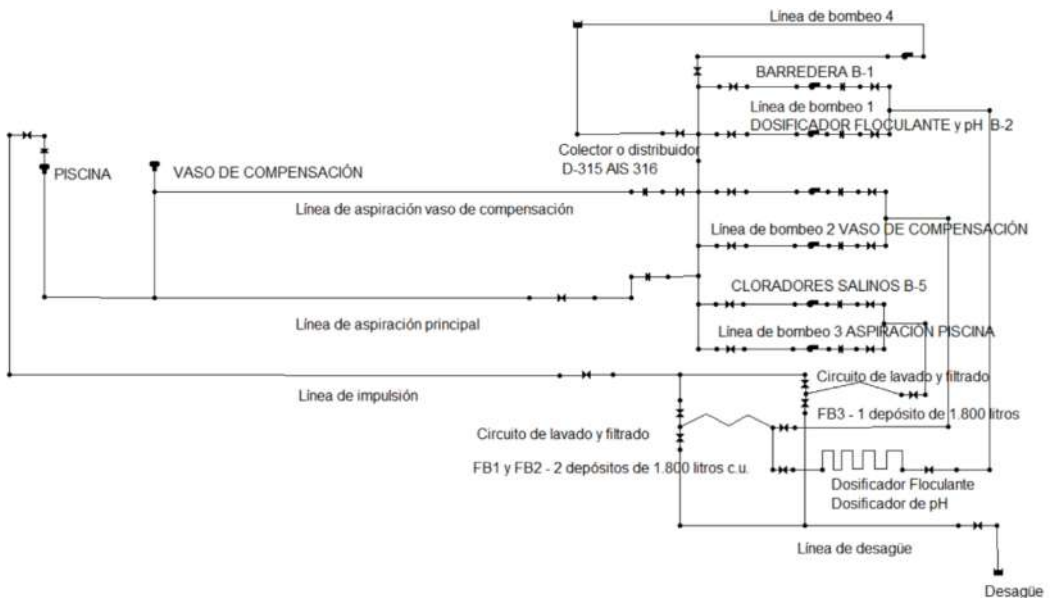 Línea de bombeo 4
BARREDERA B-1
Línea de bombeo 1
DOSIFICADOR FLOCULANTE y pH B-2
Colector o distribuidor
D-315 AIS 316
PISCINA
VASO DE COMPENSACIÓN
Línea de aspiración vaso de compensación
Línea de bombeo 2 VASO DE COMPENSACIÓN
CLORADORES SALINOS B-5
Línea de aspiración principal
Línea de bombeo 3 ASPIRACIÓN PISCINA
Circuito de lavado y filtrado
Línea de impulsión
FB3 - 1 depósito de 1.800 litros
Circuito de lavado y filtrado
FB1 y FB2 - 2 depósitos de 1.800 litros c.u.
Dosificador Floculante
Dosificador de pH
Línea de desagüe
Desagüe